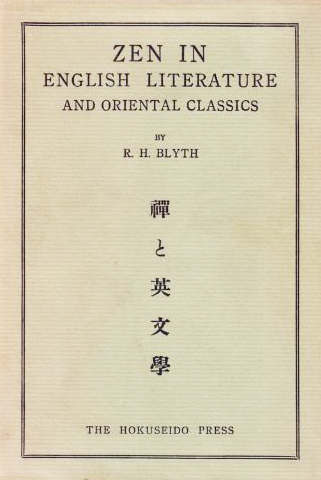 ZEN IN
ENGLISH LITERATURE
AND ORIENTAL CLASSICS
BY
R. H. BLYTH
禪と英文學
THE HOKUSEIDO PRESS